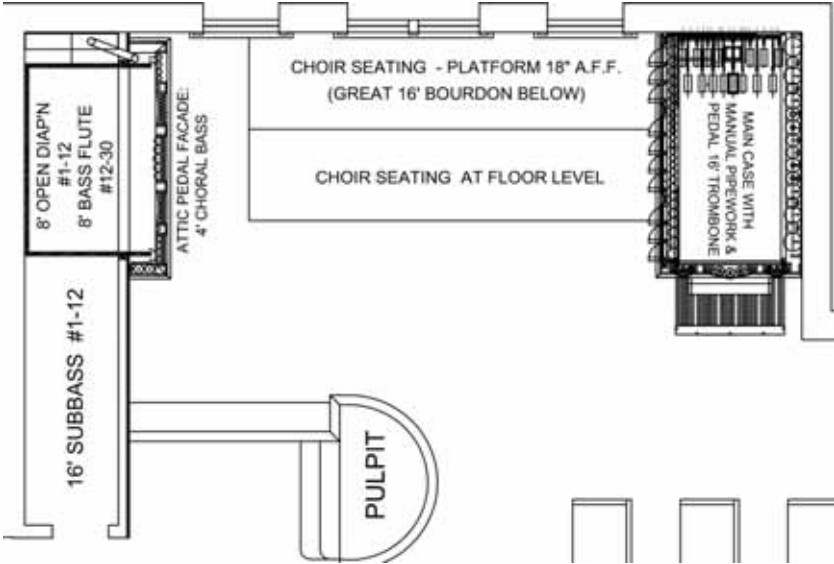 CHOIR SEATING - PLATFORM 18" A.F.F.
(GREAT 16' BOURDON BELOW)
CHOIR SEATING AT FLOOR LEVEL
8' OPEN DIAP'N
#1-12
8' BASS FLUTE
#12-30
ATTIC PEDAL FACADE:
4' CHORAL BASS
MAIN CASE WITH
MANUAL PIPEWORK &
PEDAL 16' TROMBONE
16' SUBBASS #1-12
PULPIT